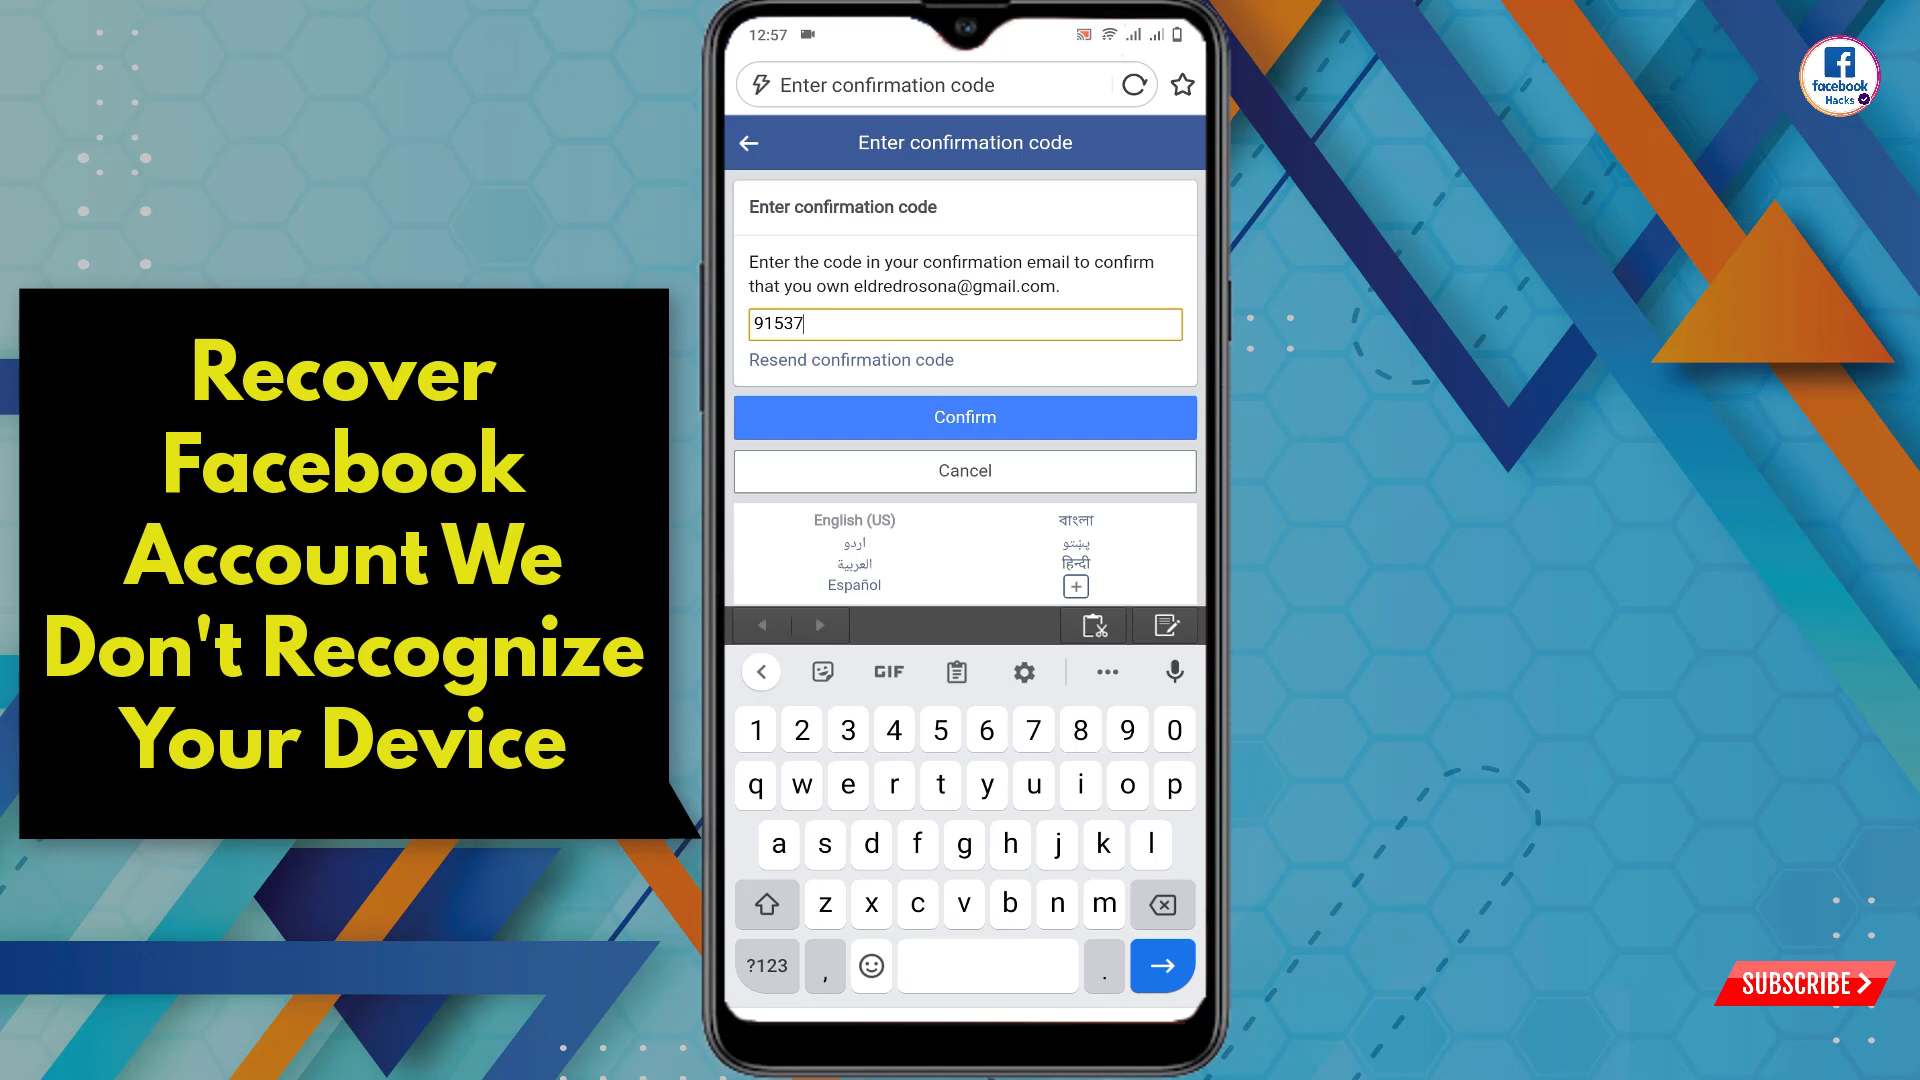 Recover
Facebook
Account We
Don't Recognize
Your Device
12:57
Enter confirmation code
Enter confirmation code
Enter confirmation code
Enter the code in your confirmation email to confirm
that you own eldredrosona@gmail.com.
91537
Resend confirmation code
Confirm
Cancel
English (US) বাংলা
اردو پښتو
العربية हिन्दी
Español
GIF
1 2 3 4 5 6 7 8 9 0
q w e r t y u i o p
a s d f g h j k l
z x c v b n m
?123 , .
facebook
Hacks
SUBSCRIBE